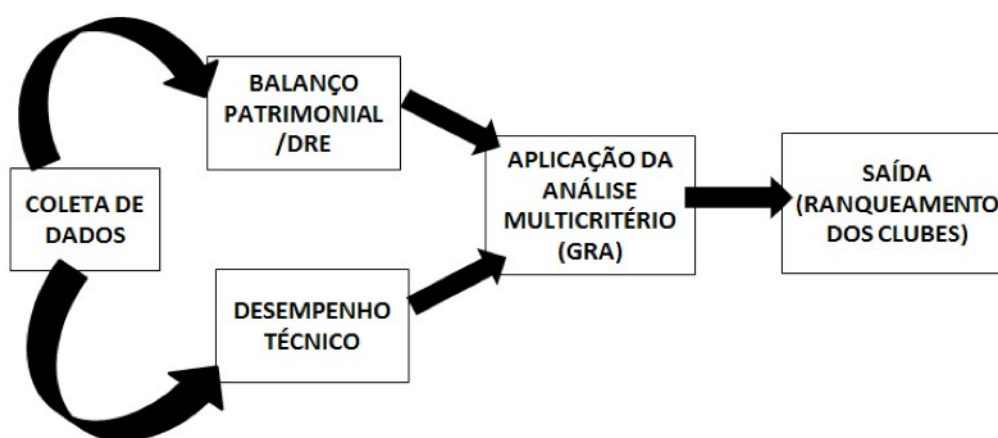 COLETA DE
DADOS
BALANÇO
PATRIMONIAL
/DRE
DESEMPENHO
TÉCNICO
APLICAÇÃO DA
ANÁLISE
MULTICRITÉRIO
(GRA)
SAÍDA
(RANQUEAMENTO
DOS CLUBES)